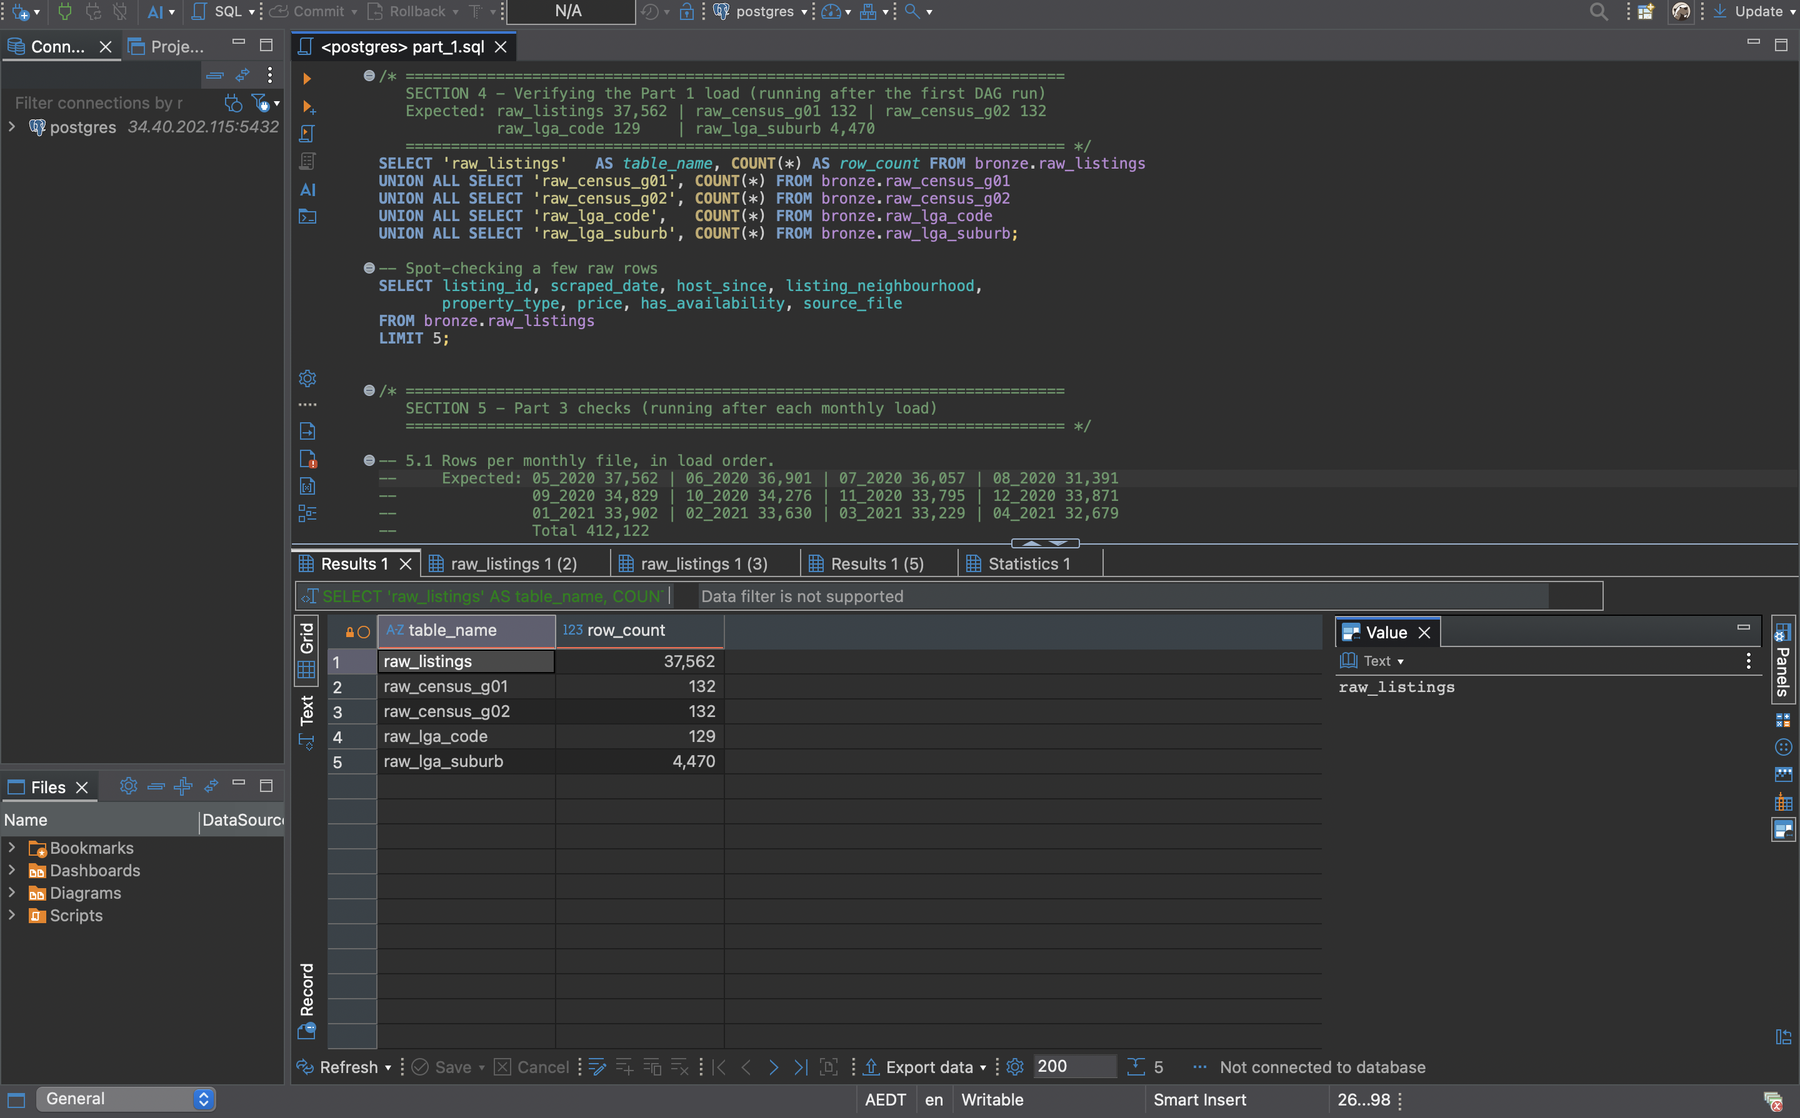 AI
SQL
Commit
Rollback
T
N/A
postgres
Update
Conn...
Proje...
<postgres> part_1.sql
Filter connections by r
postgres 34.40.202.115:5432
AI
/* =========================================================================
SECTION 4 – Verifying the Part 1 load (running after the first DAG run)
Expected: raw_listings 37,562 | raw_census_g01 132 | raw_census_g02 132
raw_lga_code 129 | raw_lga_suburb 4,470
========================================================================= */
SELECT 'raw_listings' AS table_name, COUNT(*) AS row_count FROM bronze.raw_listings
UNION ALL SELECT 'raw_census_g01', COUNT(*) FROM bronze.raw_census_g01
UNION ALL SELECT 'raw_census_g02', COUNT(*) FROM bronze.raw_census_g02
UNION ALL SELECT 'raw_lga_code', COUNT(*) FROM bronze.raw_lga_code
UNION ALL SELECT 'raw_lga_suburb', COUNT(*) FROM bronze.raw_lga_suburb;
-- Spot-checking a few raw rows
SELECT listing_id, scraped_date, host_since, listing_neighbourhood,
property_type, price, has_availability, source_file
FROM bronze.raw_listings
LIMIT 5;
/* =========================================================================
SECTION 5 – Part 3 checks (running after each monthly load)
========================================================================= */
-- 5.1 Rows per monthly file, in load order.
-- Expected: 05_2020 37,562 | 06_2020 36,901 | 07_2020 36,057 | 08_2020 31,391
-- 09_2020 34,829 | 10_2020 34,276 | 11_2020 33,795 | 12_2020 33,871
-- 01_2021 33,902 | 02_2021 33,630 | 03_2021 33,229 | 04_2021 32,679
-- Total 412,122
Results 1
raw_listings 1 (2)
raw_listings 1 (3)
Results 1 (5)
Statistics 1
SELECT 'raw_listings' AS table_name, COUN
Data filter is not supported
Grid
Text
Record
A-Z table_name
123 row_count
1 raw_listings 37,562
2 raw_census_g01 132
3 raw_census_g02 132
4 raw_lga_code 129
5 raw_lga_suburb 4,470
Value
Text
raw_listings
Panels
Files
Name
DataSourc
Bookmarks
Dashboards
Diagrams
Scripts
Refresh
Save
Cancel
Export data
200
5
Not connected to database
General
AEDT
en
Writable
Smart Insert
26...98